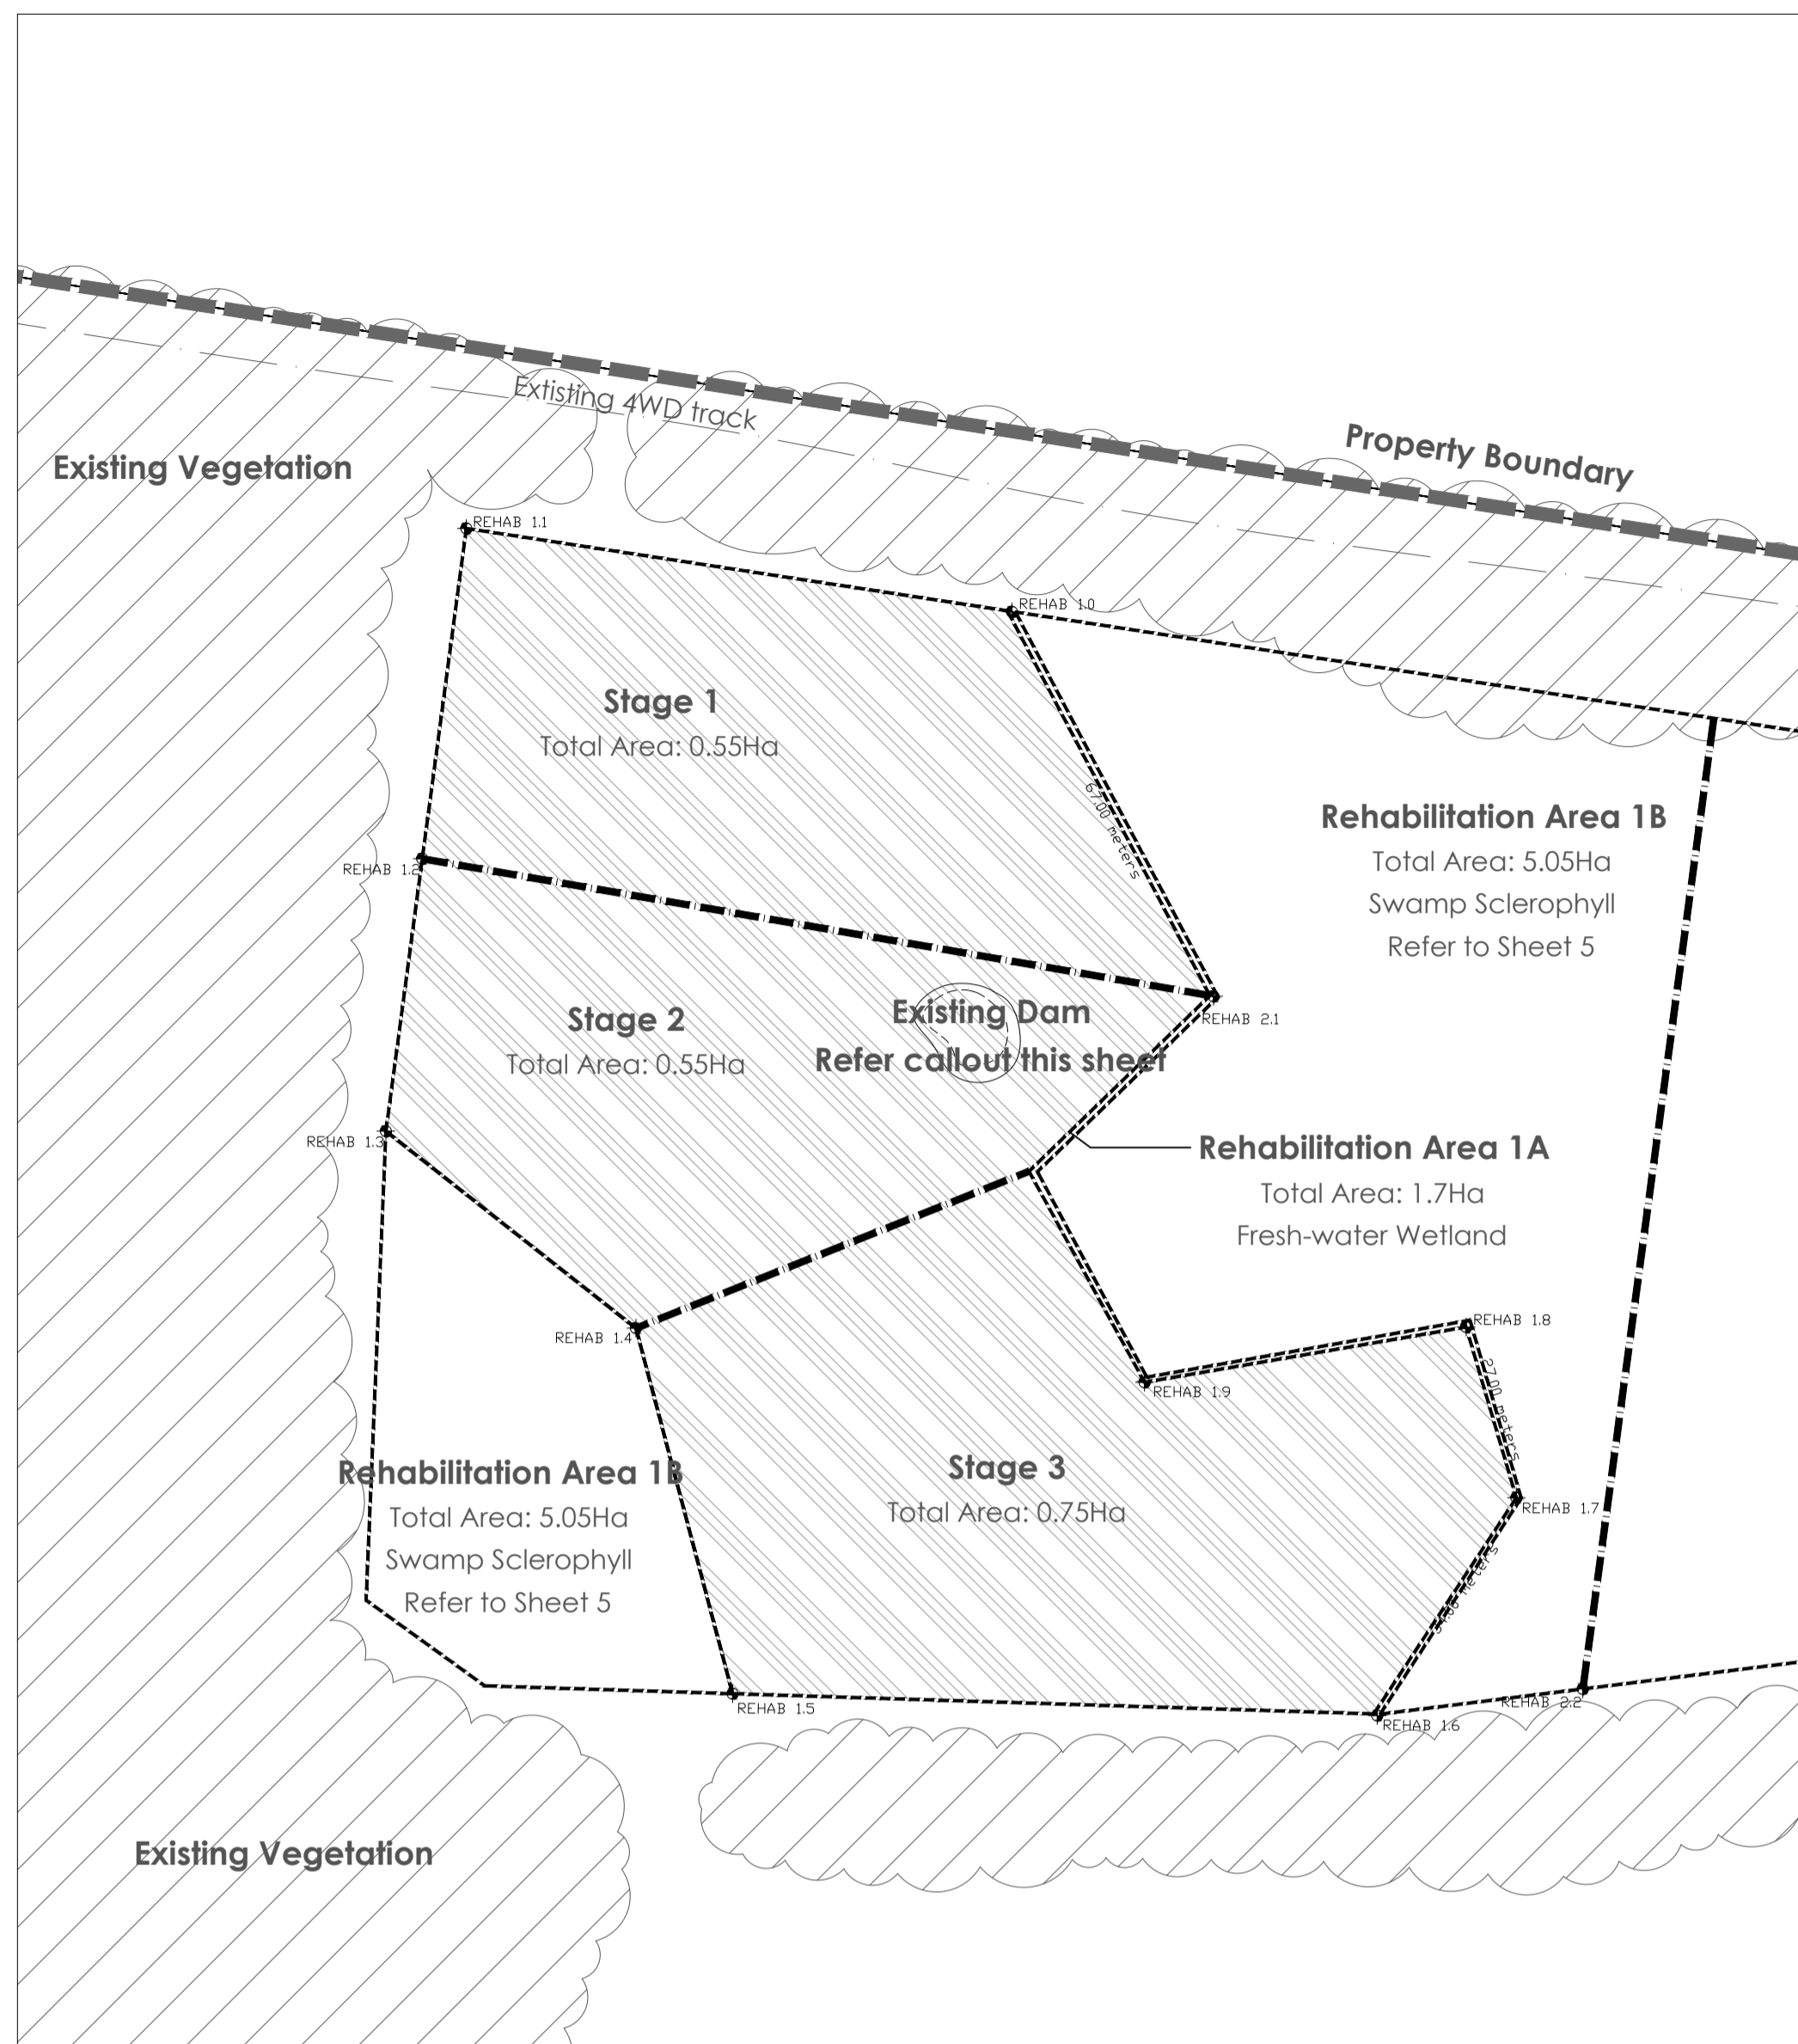 Extisting 4WD track
Property Boundary
Existing Vegetation
REHAB 1.1
REHAB 1.0
Stage 1
Total Area: 0.55Ha
67.00 meters
Rehabilitation Area 1B
Total Area: 5.05Ha
Swamp Sclerophyll
Refer to Sheet 5
REHAB 1.2
Existing Dam
Refer callout this sheet
REHAB 2.1
Stage 2
Total Area: 0.55Ha
REHAB 1.3
Rehabilitation Area 1A
Total Area: 1.7Ha
Fresh-water Wetland
REHAB 1.4
REHAB 1.8
27.00 meters
REHAB 1.9
Stage 3
Total Area: 0.75Ha
Rehabilitation Area 1B
Total Area: 5.05Ha
Swamp Sclerophyll
Refer to Sheet 5
REHAB 1.7
meters
REHAB 1.5
REHAB 2.2
REHAB 1.6
Existing Vegetation